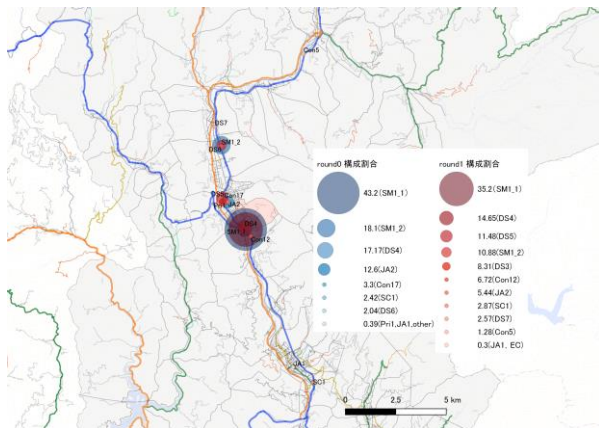 Con5
DS7
SM1_2
DS6
Con17
JA2
DS4
SM1_1
Con12
JA1
SC1
round0 構成割合
43.2(SM1_1)
18.1(SM1_2)
17.17(DS4)
12.6(JA2)
3.3(Con17)
2.42(SC1)
2.04(DS6)
0.39(Pri1,JA1,other)
round1 構成割合
35.2(SM1_1)
14.65(DS4)
11.48(DS5)
10.88(SM1_2)
8.31(DS3)
6.72(Con12)
5.44(JA2)
2.87(SC1)
2.57(DS7)
1.28(Con5)
0.3(JA1, EC)
0 2.5 5 km